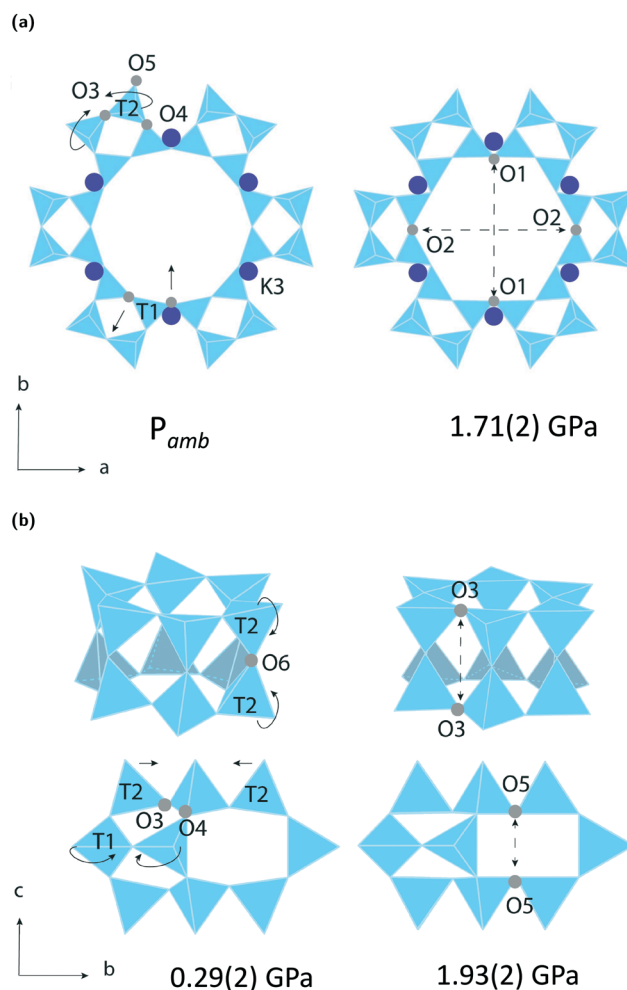 (a)
O5
O3
T2
O4
O1
O2
O2
K3
T1
O1
b
a
Pamb
1.71(2) GPa
(b)
O3
T2
O6
T2
O3
T2
T2
O5
O3
O4
T1
O5
c
b
0.29(2) GPa
1.93(2) GPa